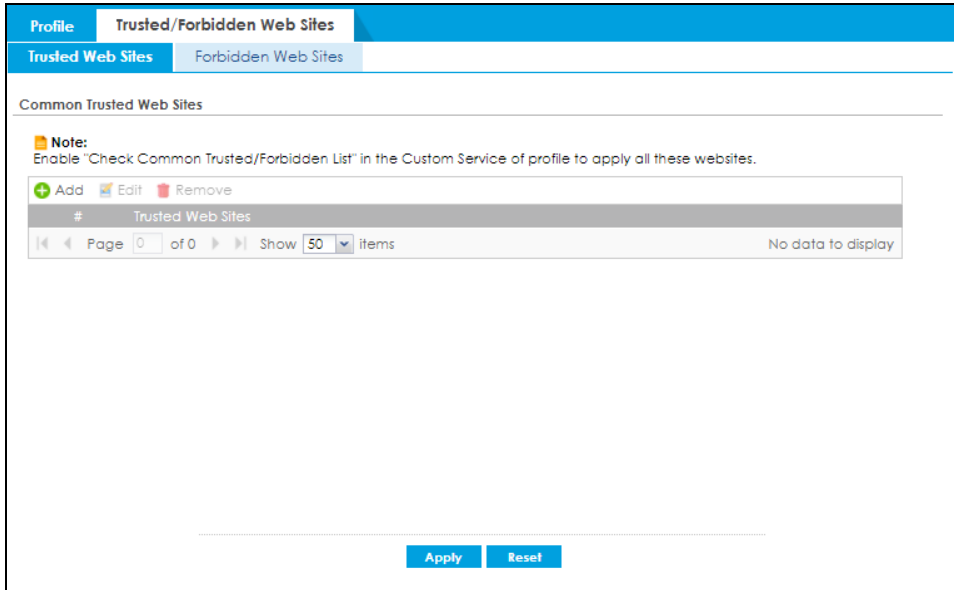 Profile Trusted/Forbidden Web Sites
Trusted Web Sites Forbidden Web Sites
Common Trusted Web Sites
Note:
Enable "Check Common Trusted/Forbidden List" in the Custom Service of profile to apply all these websites.
Add Edit Remove
# Trusted Web Sites
Page 0 of 0 Show 50 items No data to display
Apply Reset